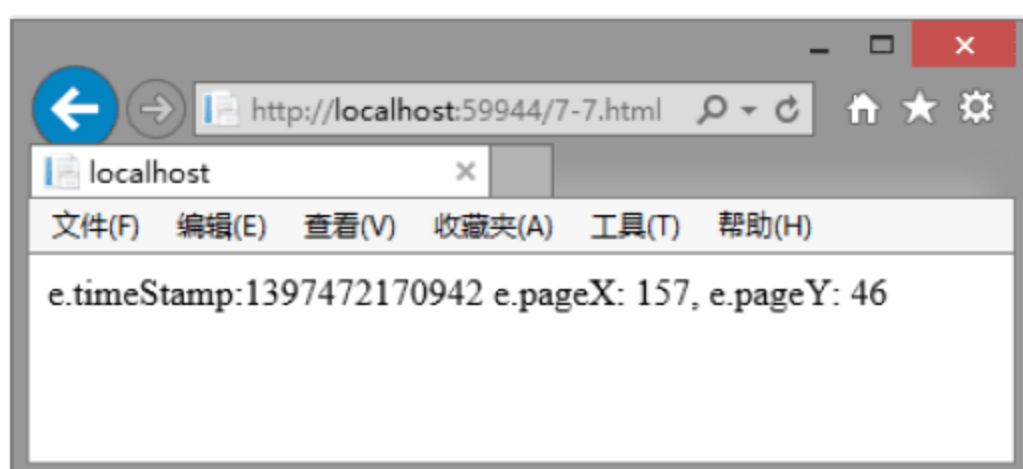 http://localhost:59944/7-7.html
localhost
文件(F) 编辑(E) 查看(V) 收藏夹(A) 工具(T) 帮助(H)
e.timeStamp:1397472170942 e.pageX: 157, e.pageY: 46